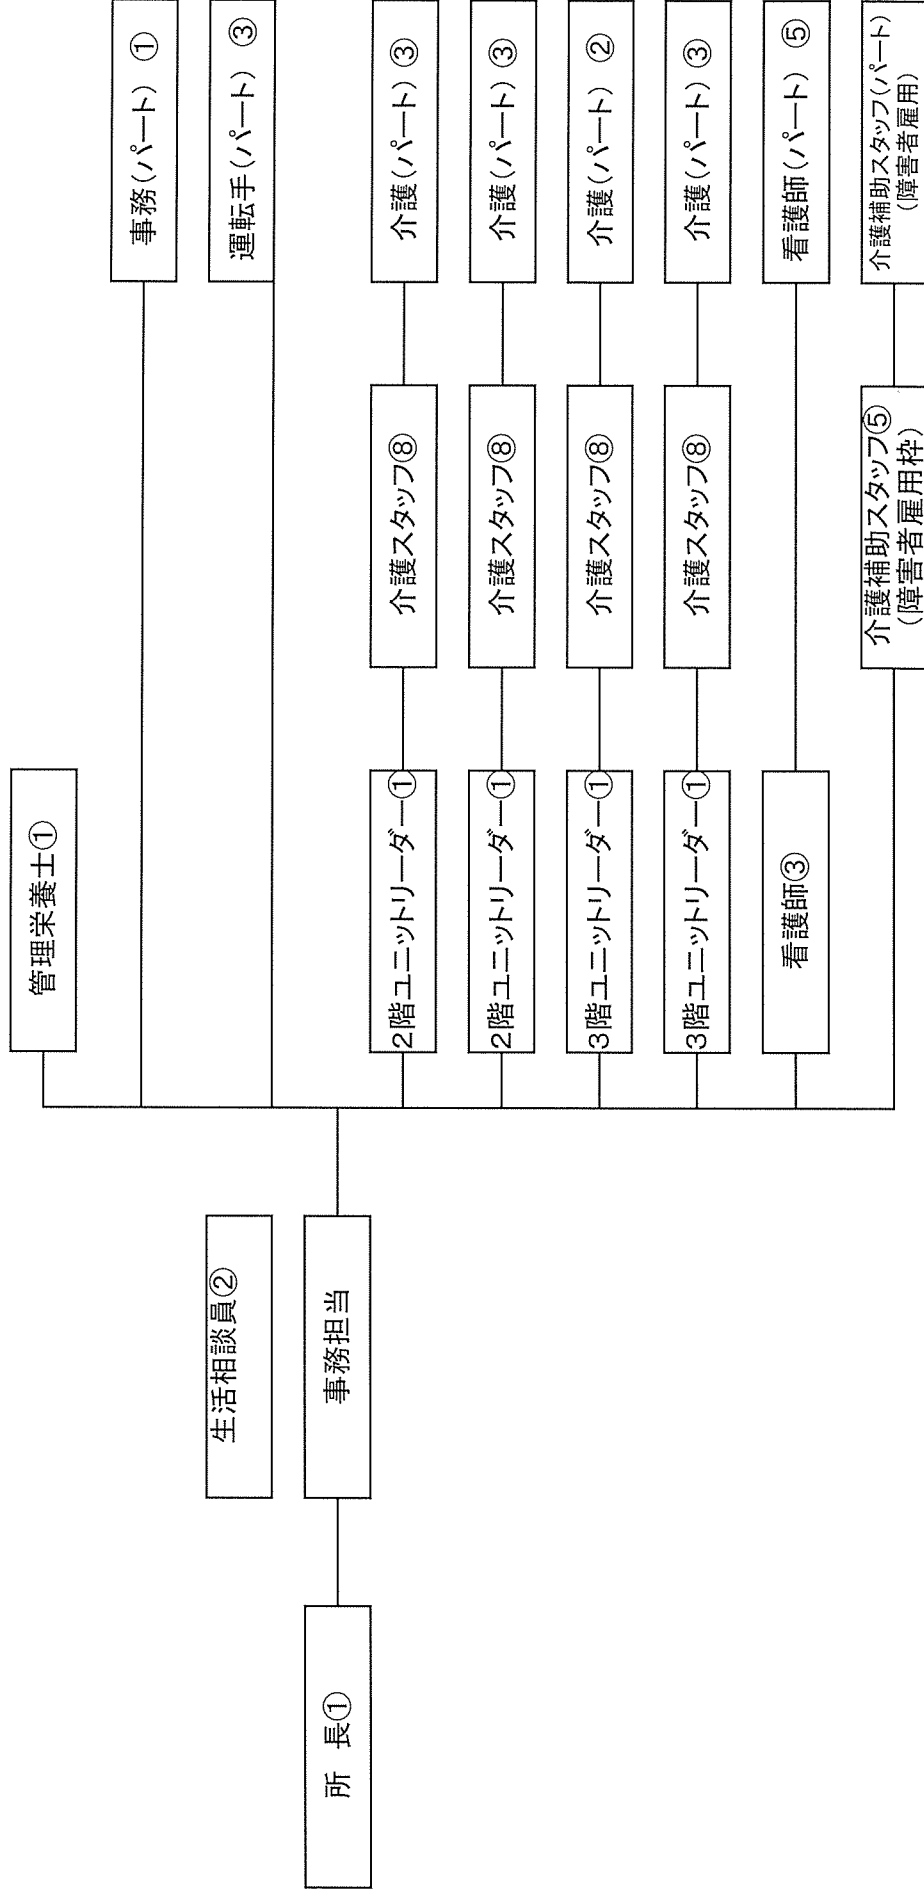 所　長①
事務担当
生活相談員②
管理栄養士①
事務(パート) ①
運転手(パート) ③
2階ユニットリーダー①
介護スタッフ⑧
介護(パート) ③
2階ユニットリーダー①
介護スタッフ⑧
介護(パート) ③
3階ユニットリーダー①
介護スタッフ⑧
介護(パート) ②
3階ユニットリーダー①
介護スタッフ⑧
介護(パート) ③
看護師③
看護師(パート) ⑤
介護補助スタッフ⑤
(障害者雇用枠)
介護補助スタッフ(パート)
(障害者雇用)